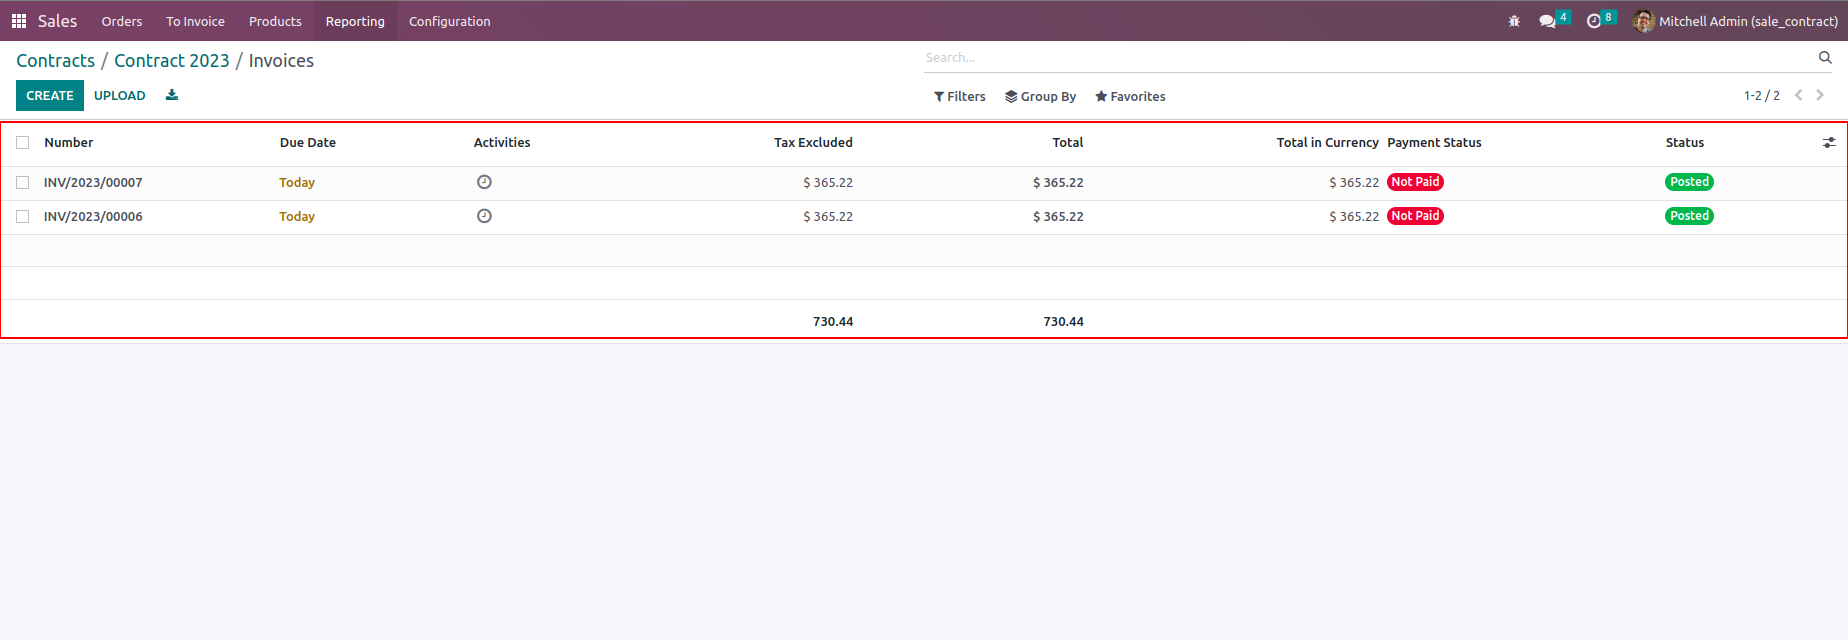 Sales Orders To Invoice Products Reporting Configuration 4 8 Mitchell Admin (sale_contract)
Contracts / Contract 2023 / Invoices Search...
CREATE UPLOAD Filters Group By Favorites 1-2 / 2
Number Due Date Activities Tax Excluded Total Total in Currency Payment Status Status
INV/2023/00007 Today $ 365.22 $ 365.22 $ 365.22 Not Paid Posted
INV/2023/00006 Today $ 365.22 $ 365.22 $ 365.22 Not Paid Posted
730.44 730.44